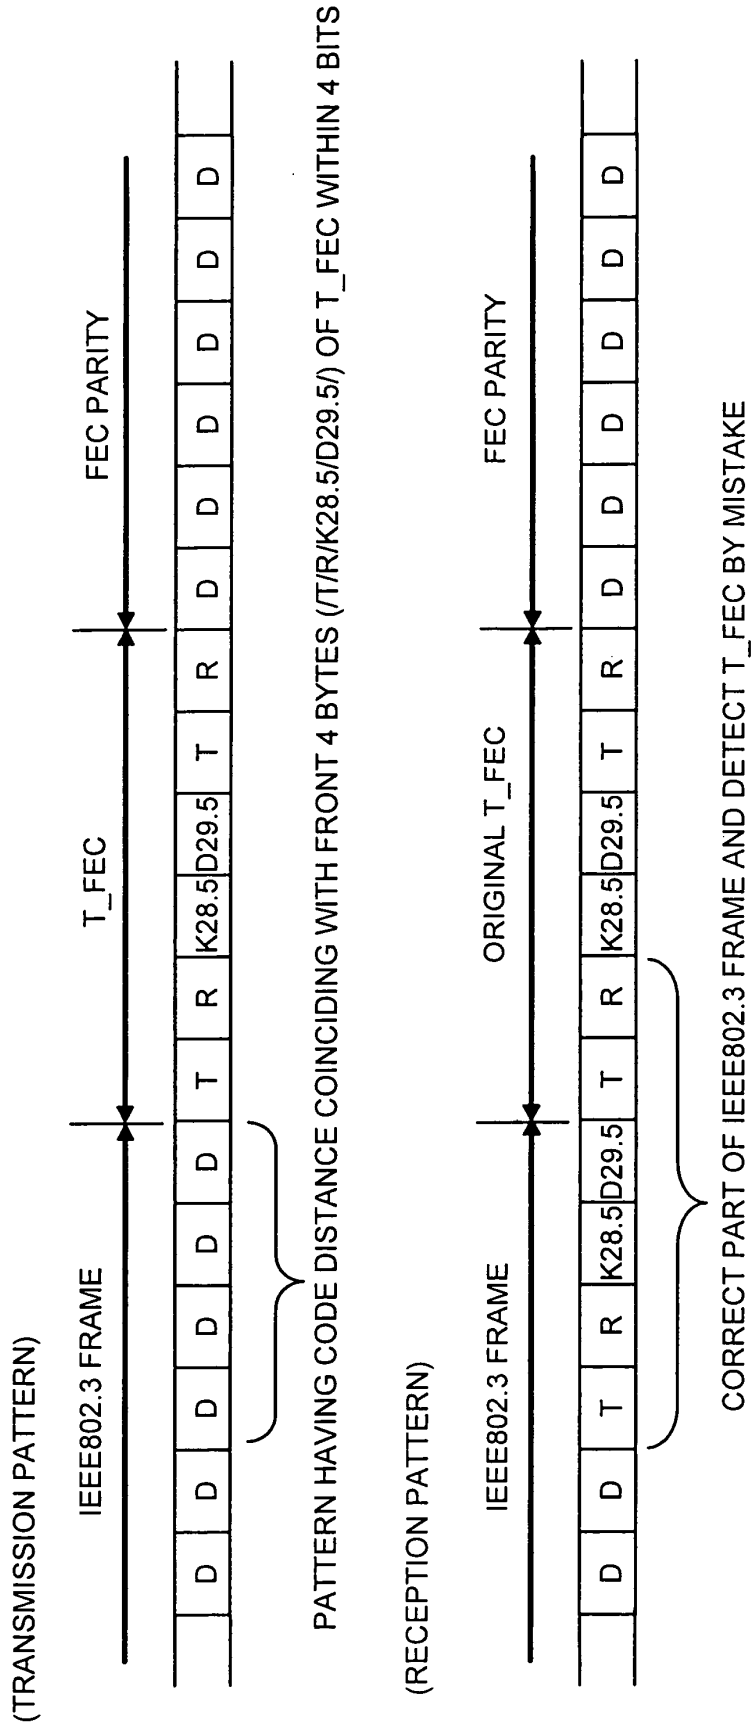 (TRANSMISSION PATTERN)
IEEE802.3 FRAME T_FEC FEC PARITY
D D D D D D T R K28.5 D29.5 T R D D D D D D
PATTERN HAVING CODE DISTANCE COINCIDING WITH FRONT 4 BYTES (/T/R/K28.5/D29.5/) OF T_FEC WITHIN 4 BITS
(RECEPTION PATTERN)
IEEE802.3 FRAME ORIGINAL T_FEC FEC PARITY
D D T R K28.5 D29.5 T R K28.5 D29.5 T R D D D D D D
CORRECT PART OF IEEE802.3 FRAME AND DETECT T_FEC BY MISTAKE